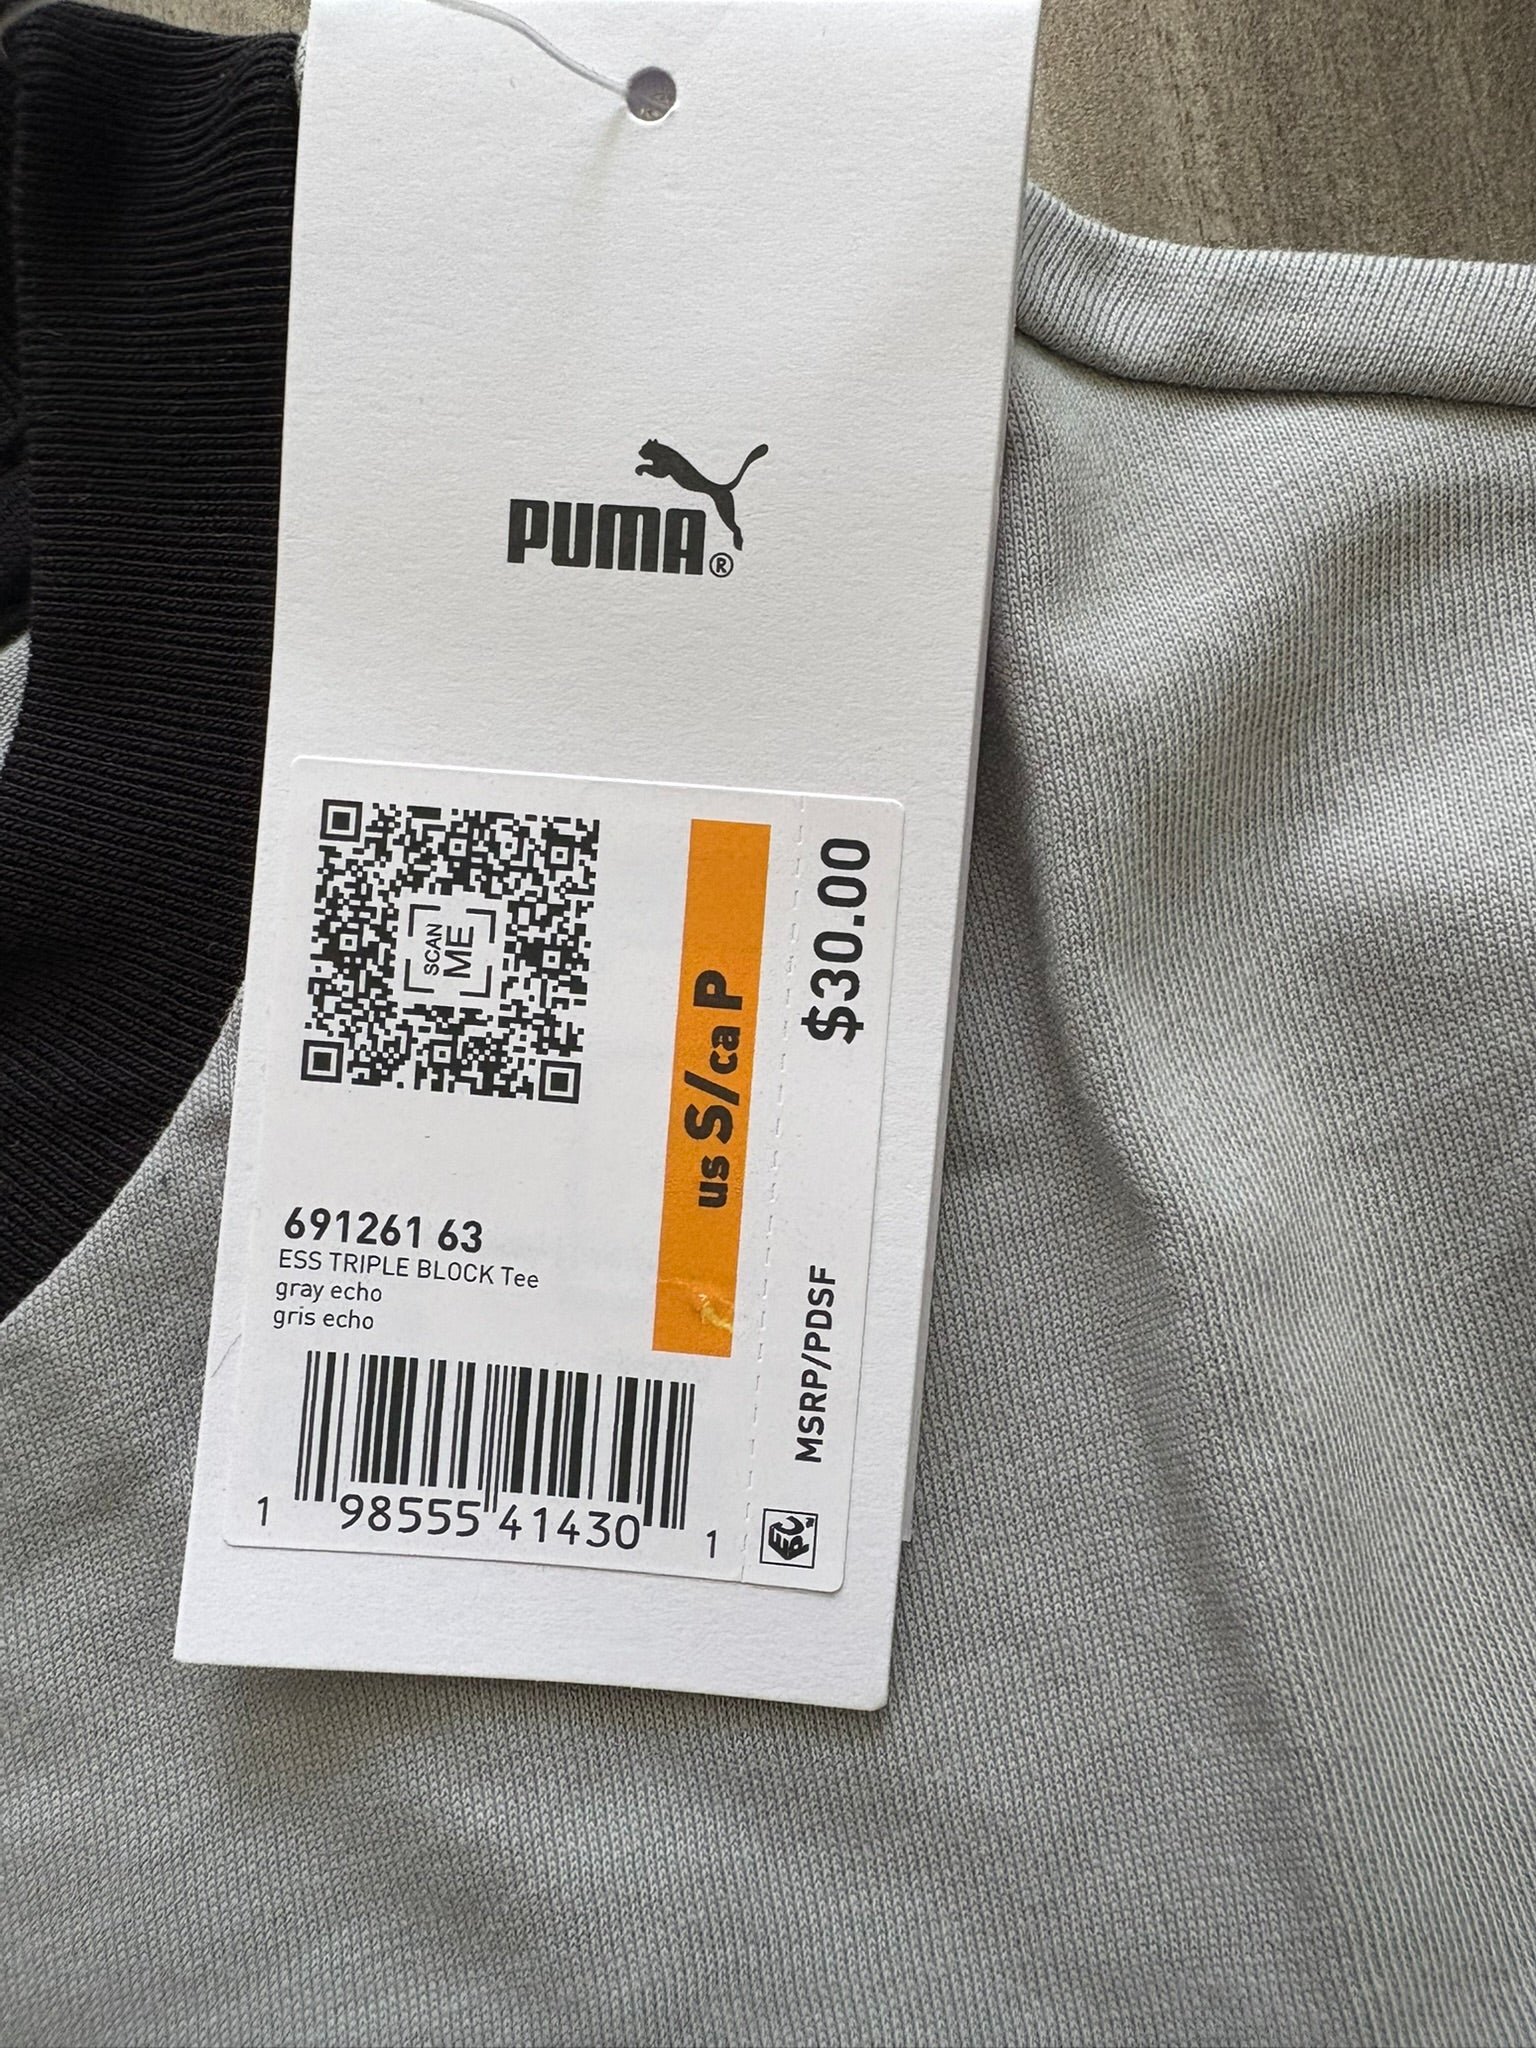 PUMA®
SCAN
ME
us S/ca P
$30.00
MSRP/PDSF
691261 63
ESS TRIPLE BLOCK Tee
gray echo
gris echo
1 98555 41430 1
EPC™